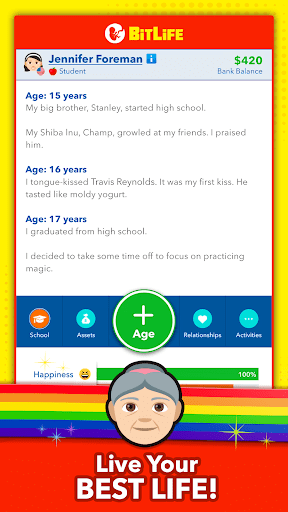 BitLife
Jennifer Foreman i
$420
Student
Bank Balance
Age: 15 years
My big brother, Stanley, started high school.
My Shiba Inu, Champ, growled at my friends. I praised
him.
Age: 16 years
I tongue-kissed Travis Reynolds. It was my first kiss. He
tasted like moldy yogurt.
Age: 17 years
I graduated from high school.
I decided to take some time off to focus on practicing
magic.
School
Assets
+
Age
Relationships
Activities
Happiness
100%
Live Your
BEST LIFE!